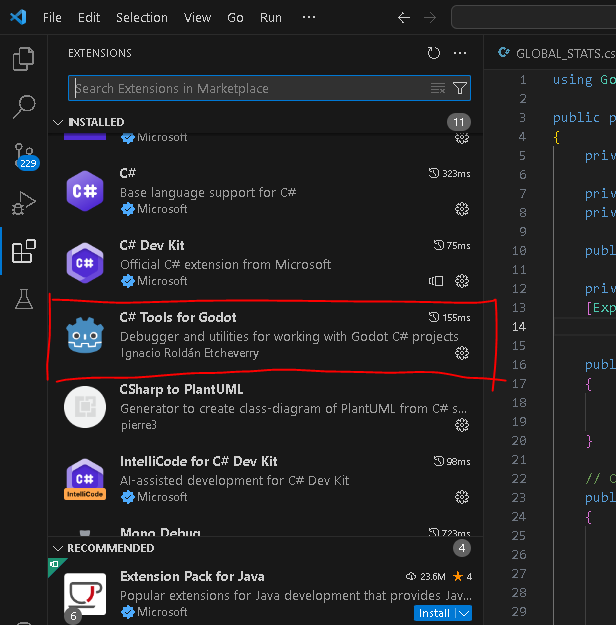 File Edit Selection View Go Run ...
EXTENSIONS
GLOBAL_STATS.cs
Search Extensions in Marketplace
INSTALLED 11
Microsoft
C# 323ms
Base language support for C#
Microsoft
C# Dev Kit 75ms
Official C# extension from Microsoft
Microsoft
C# Tools for Godot 155ms
Debugger and utilities for working with Godot C# projects
Ignacio Roldán Etcheverry
CSharp to PlantUML
Generator to create class-diagram of PlantUML from C# s...
pierre3
IntelliCode for C# Dev Kit 98ms
AI-assisted development for C# Dev Kit
Microsoft
Mono Debug 723ms
RECOMMENDED 4
Extension Pack for Java 23.6M 4
Popular extensions for Java development that provides Jav...
Microsoft Install
229
C#
C#
IntelliCode
6
1 using Go
2
3 public p
4 {
5 priv
6
7 priv
8 priv
9
10 publ
11
12 priv
13 [Exp
14
15
16 publ
17 {
18
19
20 }
21
22 // C
23 publ
24 {
25
26
27
28
29